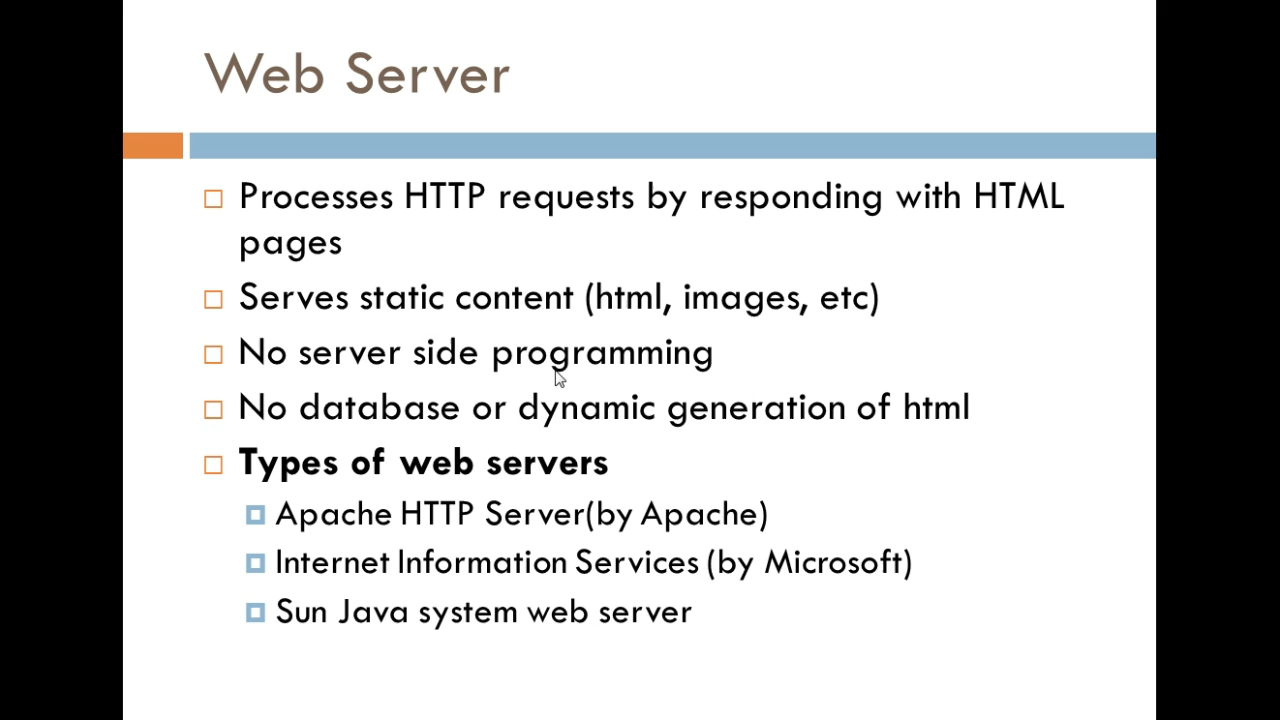 Web Server
Processes HTTP requests by responding with HTML
pages
Serves static content (html, images, etc)
No server side programming
No database or dynamic generation of html
Types of web servers
Apache HTTP Server(by Apache)
Internet Information Services (by Microsoft)
Sun Java system web server